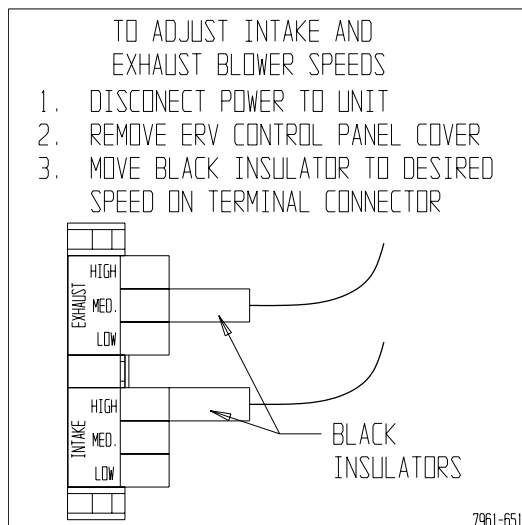 TO ADJUST INTAKE AND
EXHAUST BLOWER SPEEDS
1. DISCONECT POWER TO UNIT
2. REMOVE ERV CONTROL PANEL COVER
3. MOVE BLACK INSULATOR TO DESIRED
SPEED ON TERMINAL CONNECTOR
EXHAUST
HIGH
MED.
LOW
INTAKE
HIGH
MED.
LOW
BLACK
INSULATORS
7961-651